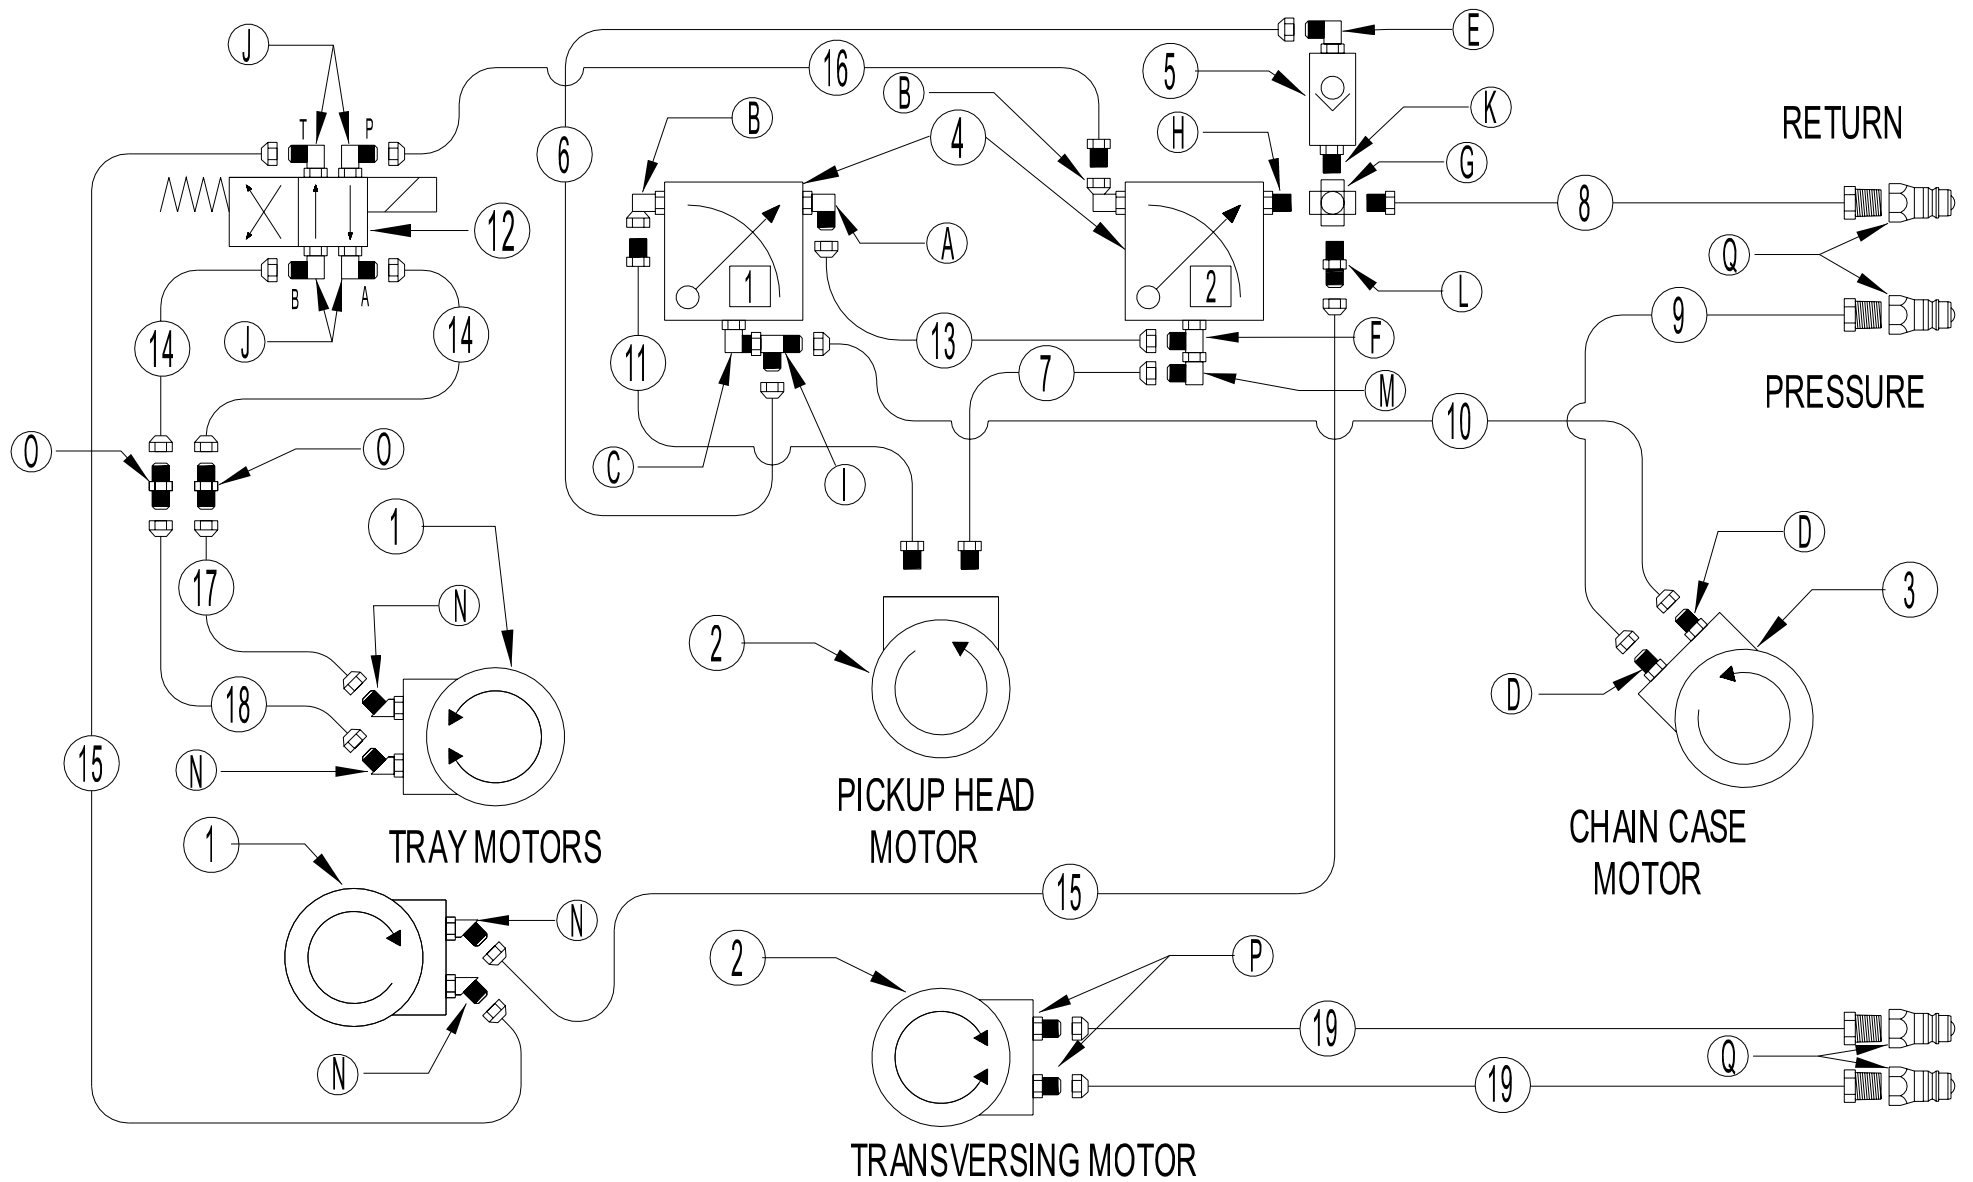 J
E
16
5
B
B
K
RETURN
T
P
H
4
6
G
8
12
A
1
2
Q
L
B
A
9
14
J
14
13
F
11
7
M
PRESSURE
10
O
O
C
I
1
D
17
N
3
2
18
D
15
N
PICKUP HEAD
MOTOR
TRAY MOTORS
1
CHAIN CASE
MOTOR
15
N
2
P
19
Q
N
19
TRANSVERSING MOTOR